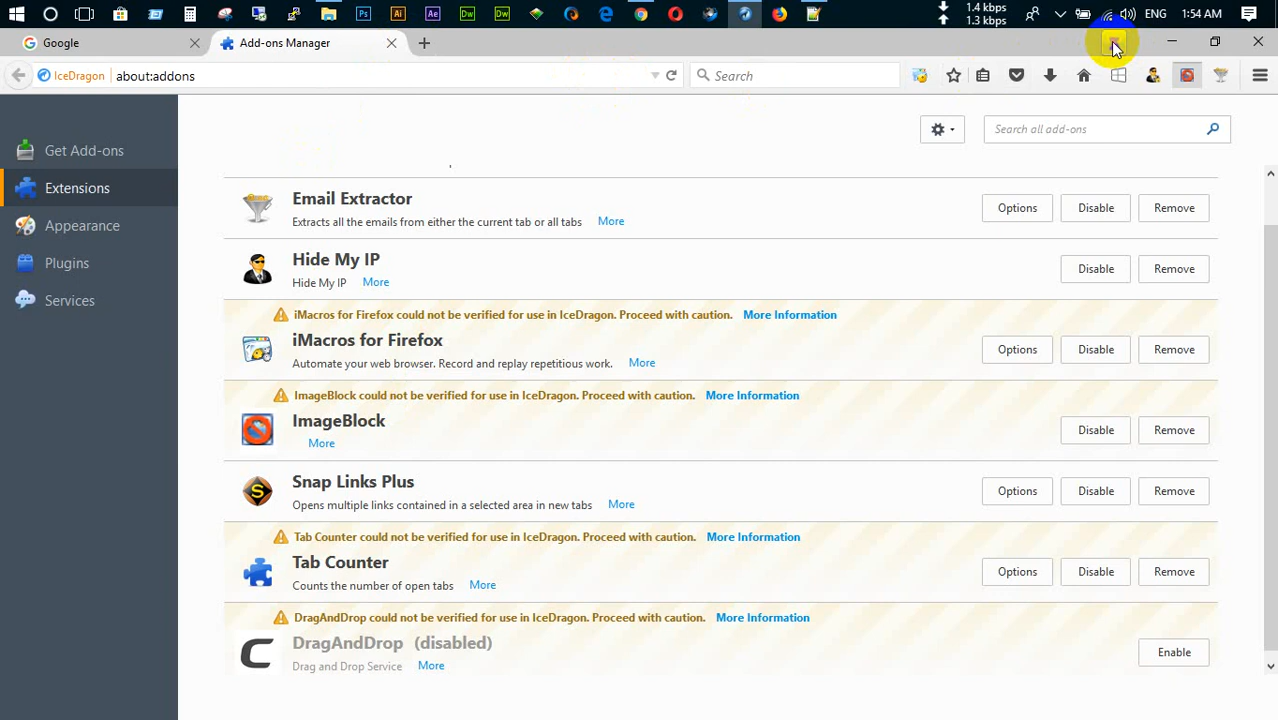 Ps Ai Ae Dw Dw 1.4 kbps
1.3 kbps ENG 1:54 AM
Google Add-ons Manager
IceDragon about:addons Search
Get Add-ons Search all add-ons
Extensions
Appearance
Plugins
Services
Email Extractor
Extracts all the emails from either the current tab or all tabs More
Options Disable Remove
Hide My IP
Hide My IP More
Disable Remove
iMacros for Firefox could not be verified for use in IceDragon. Proceed with caution. More Information
iMacros for Firefox
Automate your web browser. Record and replay repetitious work. More
Options Disable Remove
ImageBlock could not be verified for use in IceDragon. Proceed with caution. More Information
ImageBlock
More
Disable Remove
Snap Links Plus
Opens multiple links contained in a selected area in new tabs More
Options Disable Remove
Tab Counter could not be verified for use in IceDragon. Proceed with caution. More Information
Tab Counter
Counts the number of open tabs More
Options Disable Remove
DragAndDrop could not be verified for use in IceDragon. Proceed with caution. More Information
DragAndDrop (disabled)
Drag and Drop Service More
Enable